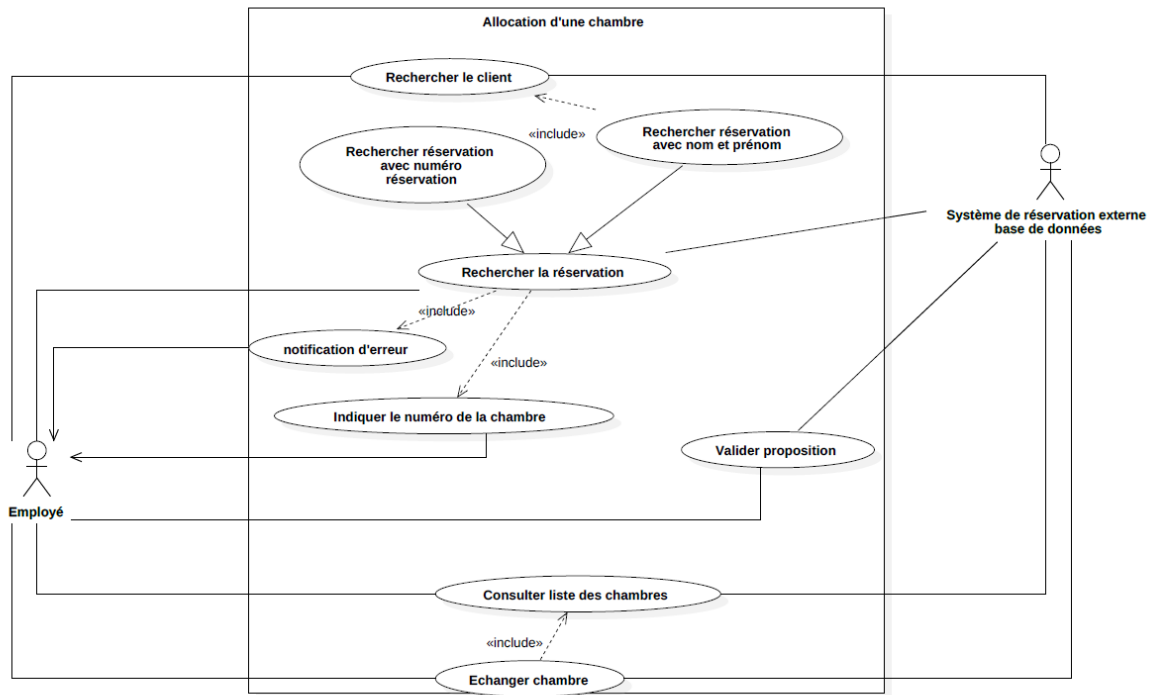 Allocation d'une chambre
Rechercher le client
«include»
Rechercher réservation
avec nom et prénom
Rechercher réservation
avec numéro
réservation
Système de réservation externe
base de données
Rechercher la réservation
«include»
notification d'erreur
«include»
Indiquer le numéro de la chambre
Valider proposition
Employé
Consulter liste des chambres
«include»
Echanger chambre